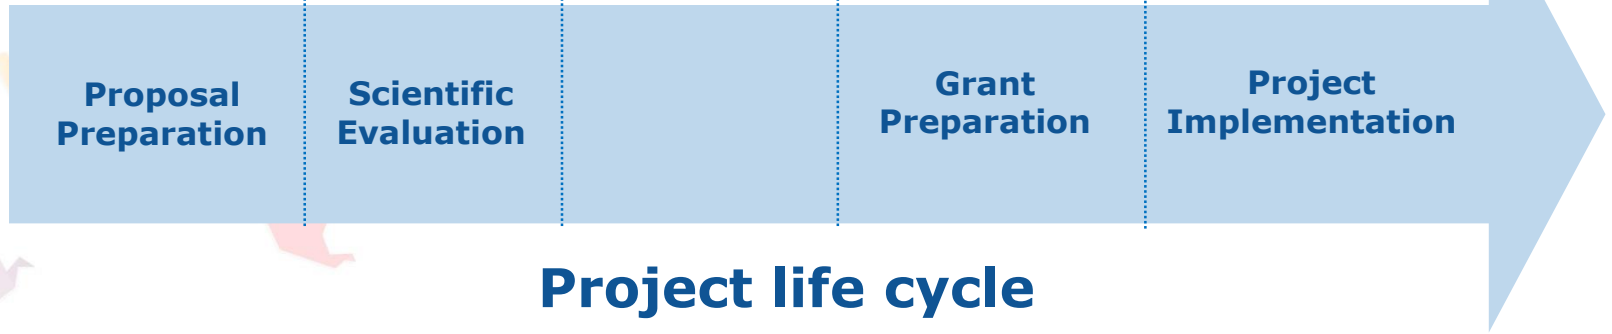 Proposal
Preparation
Scientific
Evaluation
Grant
Preparation
Project
Implementation
Project life cycle